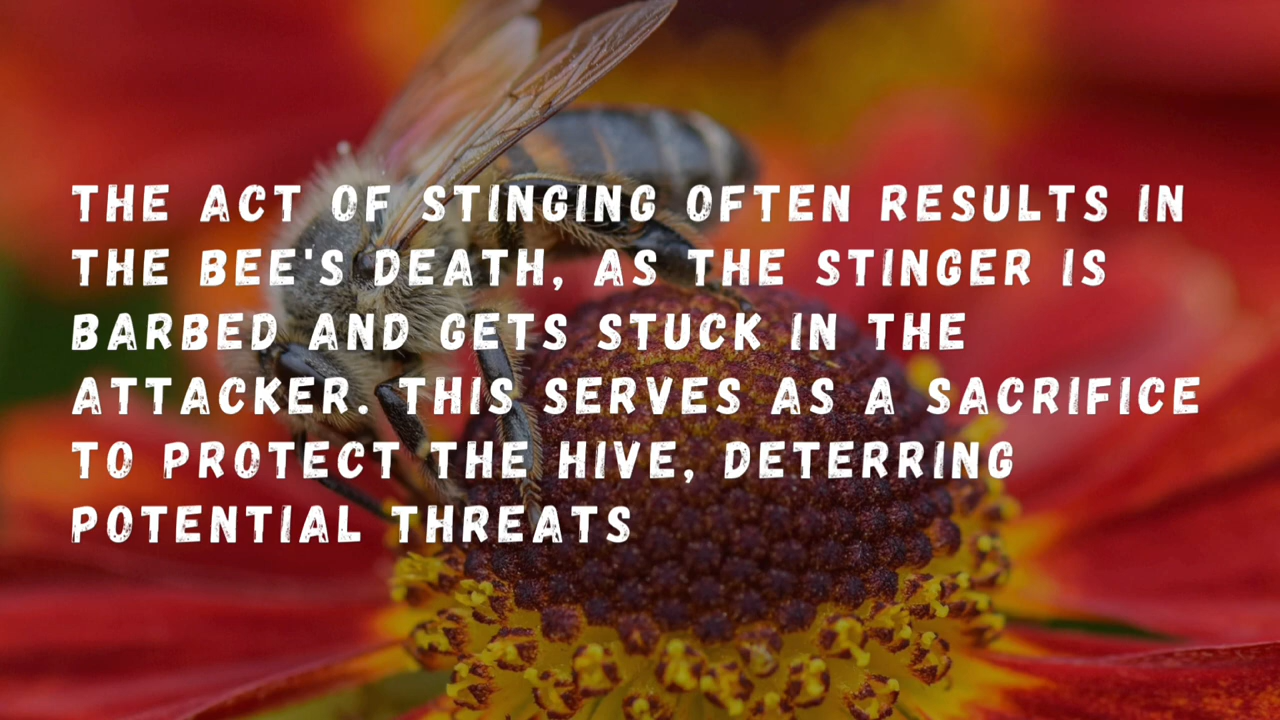 THE ACT OF STINGING OFTEN RESULTS IN
THE BEE'S DEATH, AS THE STINGER IS
BARBED AND GETS STUCK IN THE
ATTACKER. THIS SERVES AS A SACRIFICE
TO PROTECT THE HIVE, DETERRING
POTENTIAL THREATS